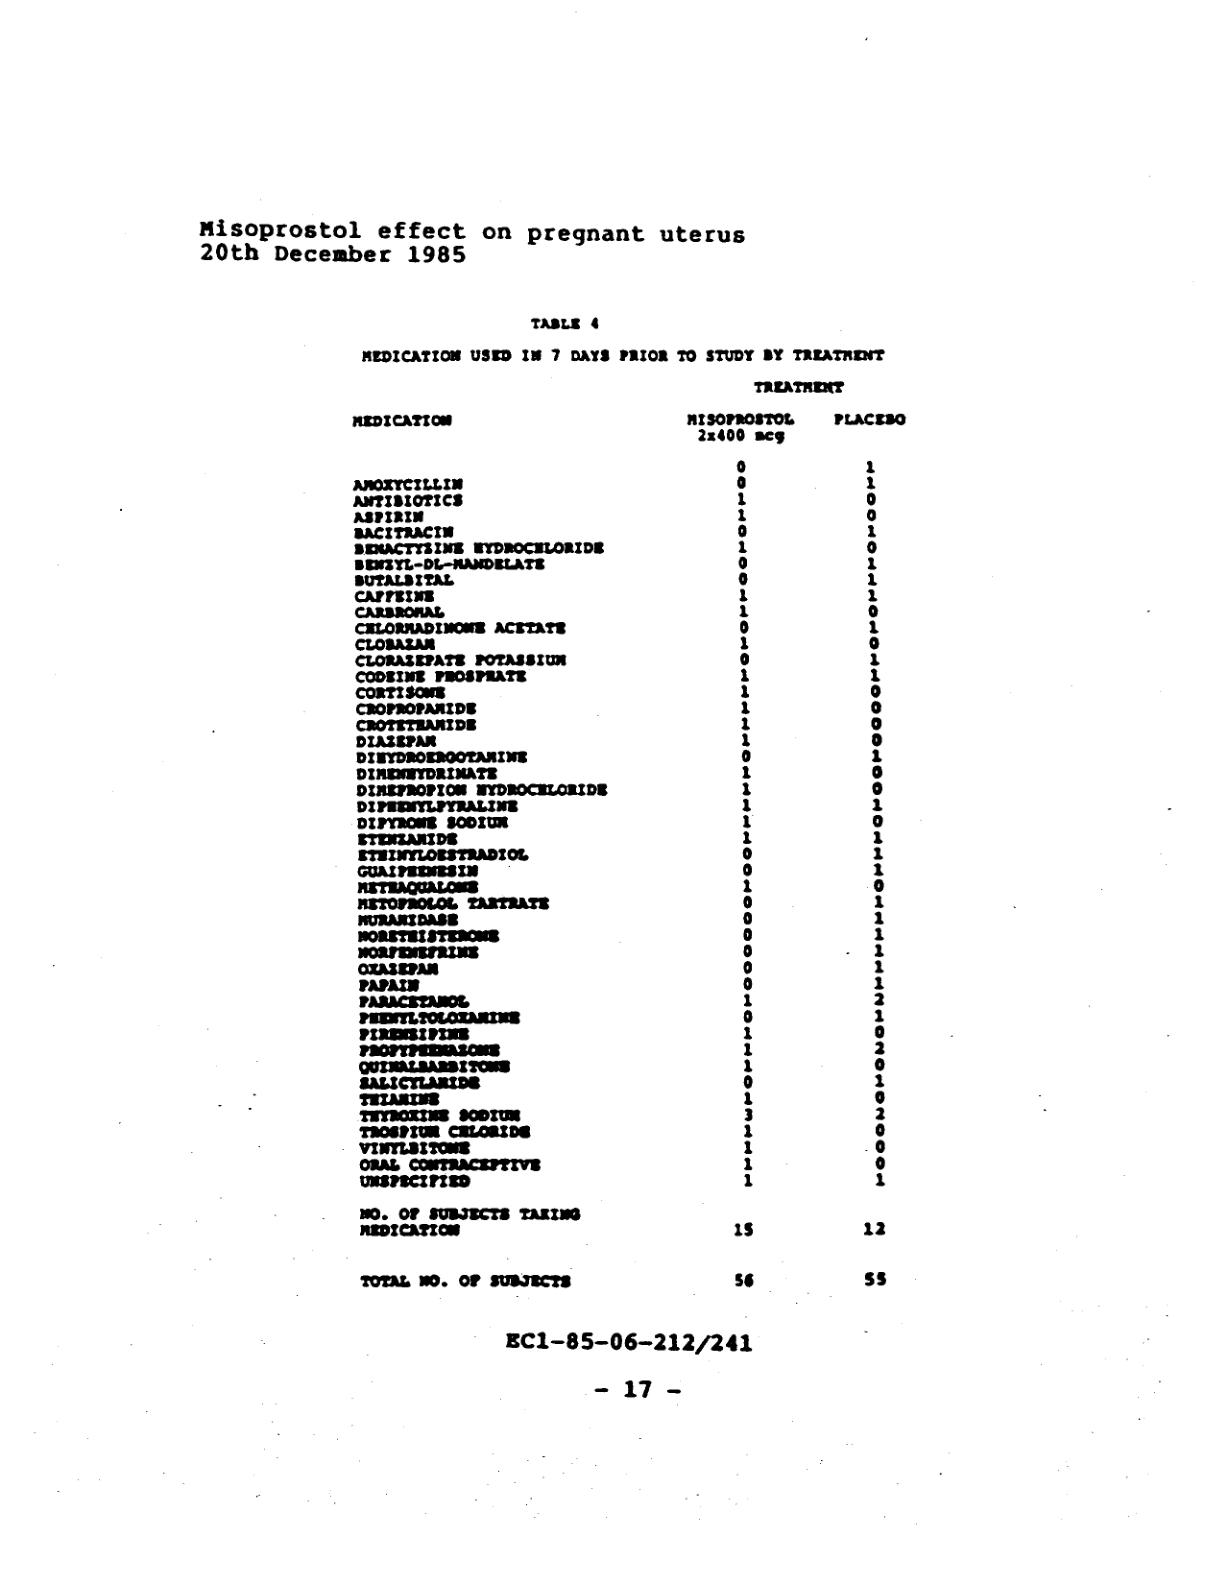 Misoprostol effect on pregnant uterus
20th December 1985
TABLE 4
MEDICATION USED IN 7 DAYS PRIOR TO STUDY BY TREATMENT
TREATMENT
MEDICATION MISOPROSTOL PLACEBO
2x400 mcg
0 1
AMOXYCILLIN 0 1
ANTIBIOTICS 1 0
ASPIRIN 1 0
BACITRACIN 0 1
BENACTYZINE HYDROCHLORIDE 1 0
BENZYL-DL-MANDELATE 0 1
BUTALBITAL 0 1
CAFFEINE 1 1
CARBROMAL 1 0
CHLORMADINONE ACETATE 0 1
CLOBAZAM 1 0
CLORAZEPATE POTASSIUM 0 1
CODEINE PHOSPHATE 1 1
CORTISONE 1 0
CROPROPAMIDE 1 0
CROTETHAMIDE 1 0
DIAZEPAM 1 0
DIHYDROERGOTAMINE 0 1
DIMENHYDRINATE 1 0
DIMEPROPION HYDROCHLORIDE 1 0
DIPHENYLPYRALINE 1 1
DIPYRONE SODIUM 1 0
ETENZAMIDE 1 1
ETHINYLOESTRADIOL 0 1
GUAIPHENESIN 0 1
METHAQUALONE 1 0
METOPROLOL TARTRATE 0 1
MURAMIDASE 0 1
NORETHISTERONE 0 1
NORFENEFRINE 0 1
OXAZEPAM 0 1
PAPAIN 0 1
PARACETAMOL 1 2
PHENYLTOLOXAMINE 0 1
PIRENZIPINE 1 0
PROPYPHENAZONE 1 2
QUINALBARBITONE 1 0
SALICYLAMIDE 0 1
THIAMINE 1 0
THYROXINE SODIUM 3 2
TROSPIUM CHLORIDE 1 0
VINYLBITONE 1 0
ORAL CONTRACEPTIVE 1 0
UNSPECIFIED 1 1
NO. OF SUBJECTS TAKING
MEDICATION 15 12
TOTAL NO. OF SUBJECTS 56 55
EC1-85-06-212/241
- 17 -